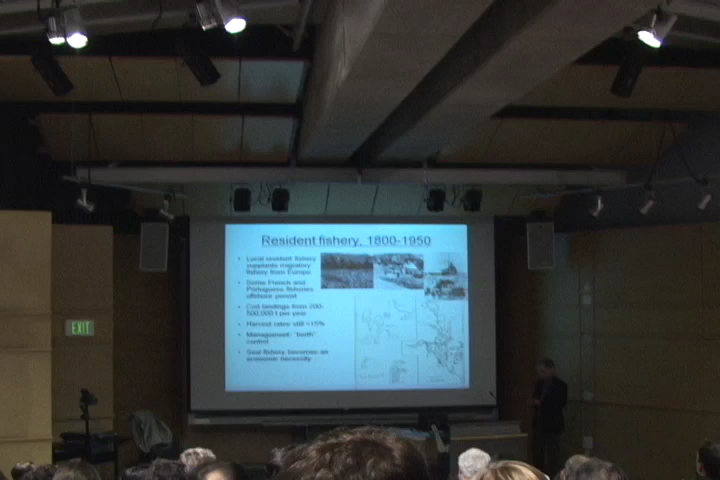 Resident fishery, 1800-1950
• Local resident fishery
supplants migratory
fishery from Europe
• Some French and
Portuguese fisheries
offshore persist
• Cod landings from 200-
500,000 t per year
• Harvest rates still <15%
• Management: "berth"
control
• Seal fishery becomes an
economic necessity
EXIT